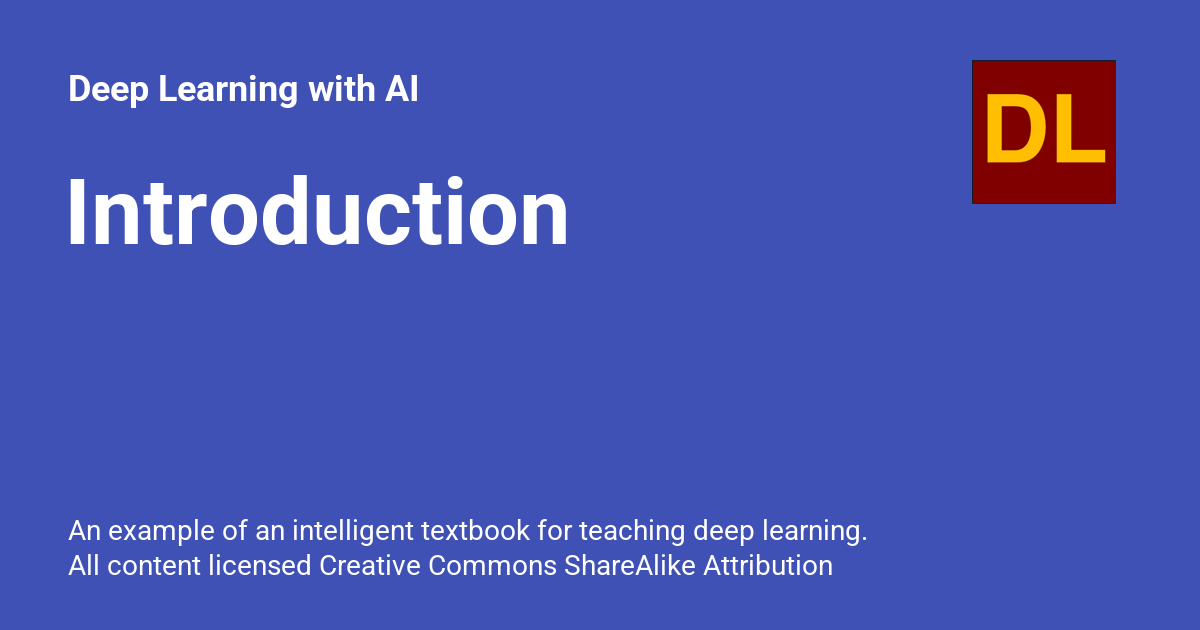 Deep Learning with AI
DL
Introduction
An example of an intelligent textbook for teaching deep learning.
All content licensed Creative Commons ShareAlike Attribution